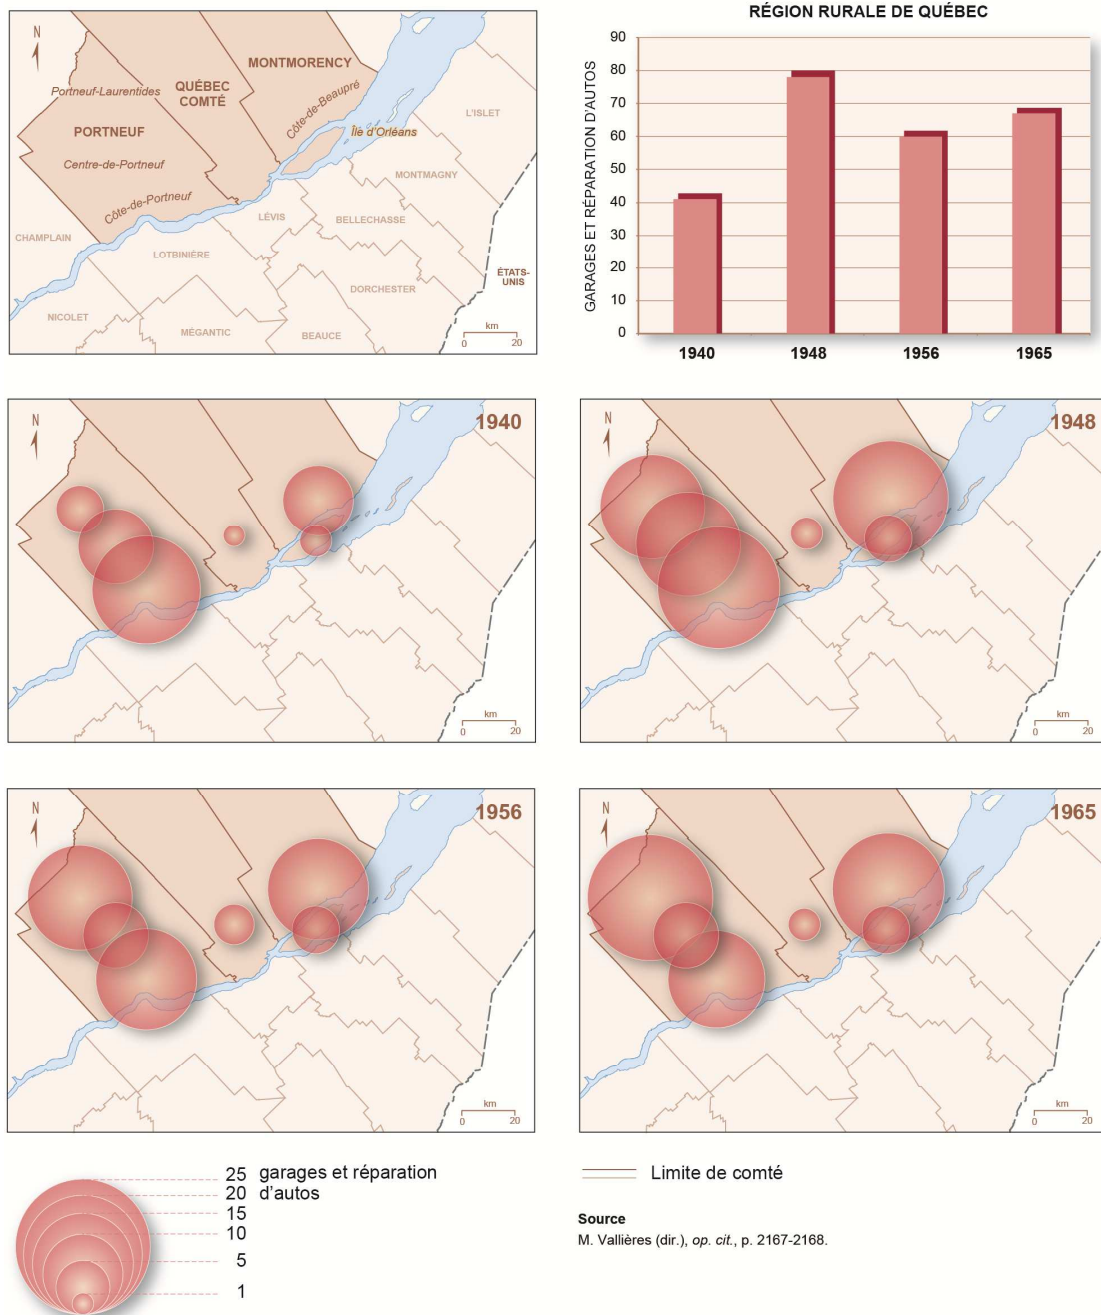 N
MONTMORENCY
QUÉBEC
COMTÉ
Portneuf-Laurentides
Côte-de-Beaupré
PORTNEUF
Île d'Orléans
L'ISLET
Centre-de-Portneuf
MONTMAGNY
Côte-de-Portneuf
LÉVIS
BELLECHASSE
CHAMPLAIN
LOTBINIÈRE
ÉTATS-
UNIS
DORCHESTER
NICOLET
MÉGANTIC
BEAUCE
km
0 20
RÉGION RURALE DE QUÉBEC
GARAGES ET RÉPARATION D'AUTOS
90
80
70
60
50
40
30
20
10
0
1940 1948 1956 1965
N
1940
km
0 20
N
1948
km
0 20
N
1956
km
0 20
N
1965
km
0 20
25 garages et réparation
20 d'autos
15
10
5
1
Limite de comté
Source
M. Vallières (dir.), op. cit., p. 2167-2168.